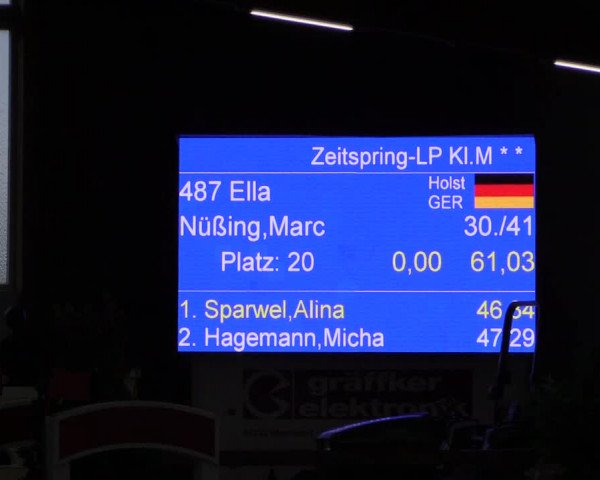 Zeitspring-LP Kl.M * *
487 Ella
Holst
GER
Nüßing,Marc 30./41
Platz: 20 0,00 61,03
1. Sparwel,Alina
2. Hagemann,Micha
gräffker
elektronik